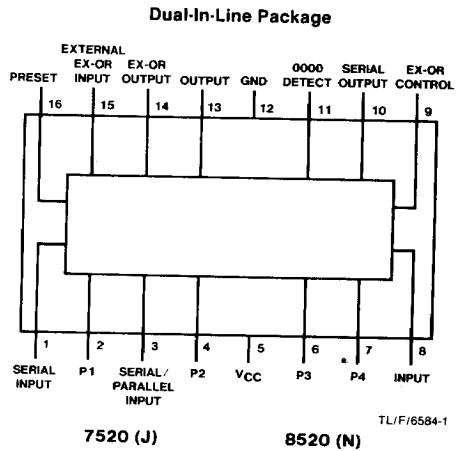 Dual-In-Line Package
EXTERNAL
EX-OR EX-OR 0000 SERIAL EX-OR
PRESET INPUT OUTPUT OUTPUT GND DETECT OUTPUT CONTROL
16 15 14 13 12 11 10 9
1 2 3 4 5 6 7 8
SERIAL P1 SERIAL/ P2 VCC P3 P4 INPUT
INPUT PARALLEL
INPUT
TL/F/6584-1
7520 (J) 8520 (N)